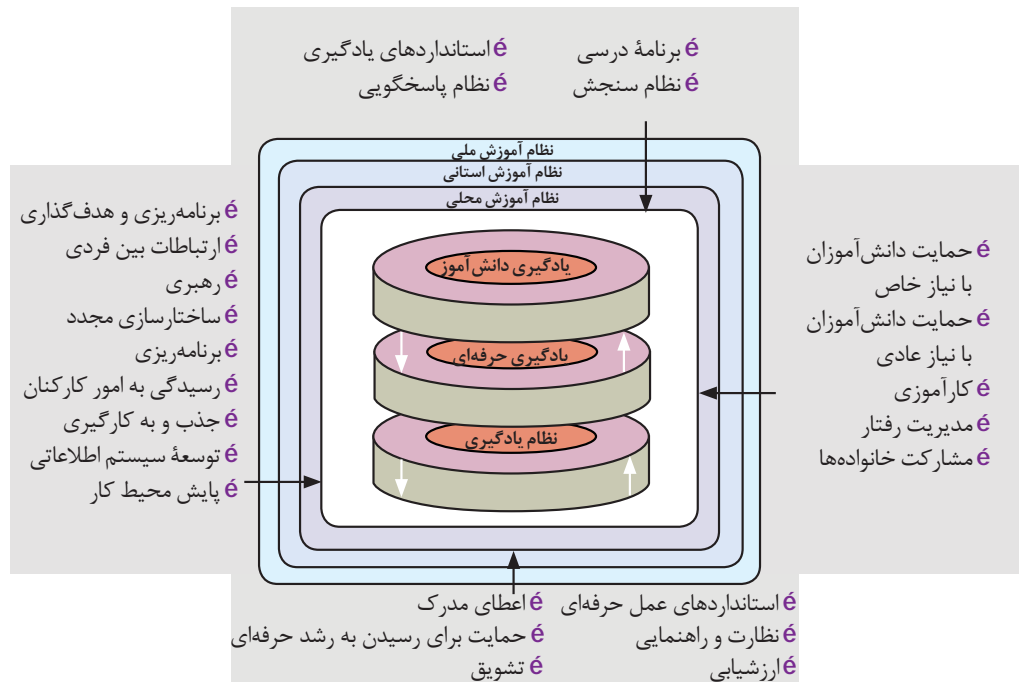 é برنامهٔ درسی
é نظام سنجش
é استانداردهای یادگیری
é نظام پاسخگویی
نظام آموزش ملی
نظام آموزش استانی
نظام آموزش محلی
یادگیری دانش‌آموز
یادگیری حرفه‌ای
نظام یادگیری
é حمایت دانش‌آموزان
با نیاز خاص
é حمایت دانش‌آموزان
با نیاز عادی
é کارآموزی
é مدیریت رفتار
é مشارکت خانواده‌ها
é برنامه‌ریزی و هدف‌گذاری
é ارتباطات بین فردی
é رهبری
é ساختارسازی مجدد
é برنامه‌ریزی
é رسیدگی به امور کارکنان
é جذب و به کارگیری
é توسعهٔ سیستم اطلاعاتی
é پایش محیط کار
é استانداردهای عمل حرفه‌ای
é نظارت و راهنمایی
é ارزشیابی
é اعطای مدرک
é حمایت برای رسیدن به رشد حرفه‌ای
é تشویق